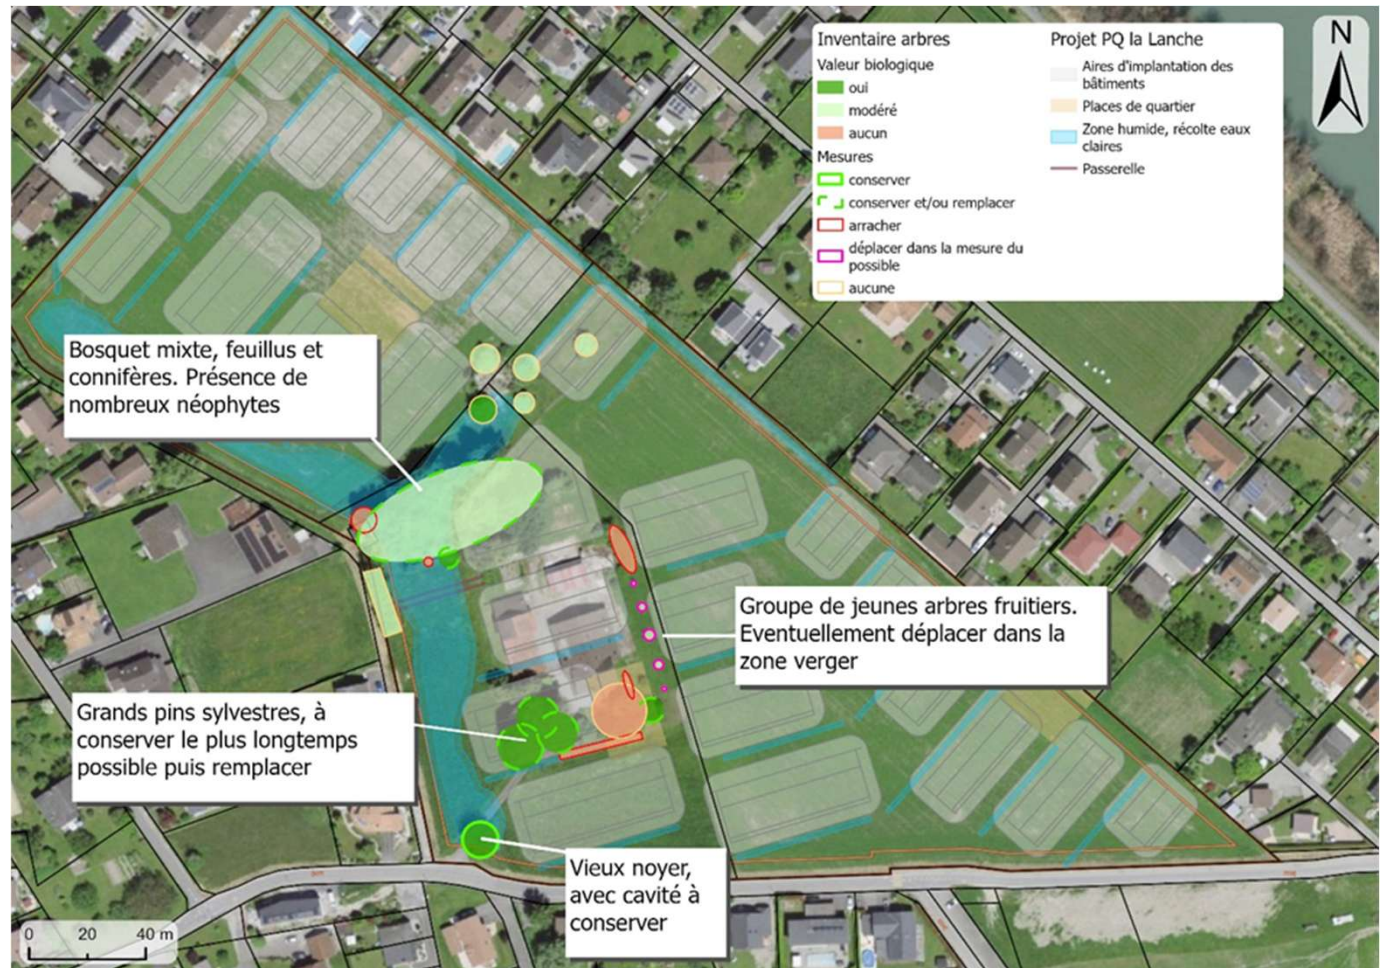 Inventaire arbres
Valeur biologique
oui
modéré
aucun
Mesures
conserver
conserver et/ou remplacer
arracher
déplacer dans la mesure du
possible
aucune
Projet PQ la Lanche
Aires d'implantation des
bâtiments
Places de quartier
Zone humide, récolte eaux
claires
Passerelle
N
Bosquet mixte, feuillus et
connifères. Présence de
nombreux néophytes
Groupe de jeunes arbres fruitiers.
Eventuellement déplacer dans la
zone verger
Grands pins sylvestres, à
conserver le plus longtemps
possible puis remplacer
Vieux noyer,
avec cavité à
conserver
0 20 40 m